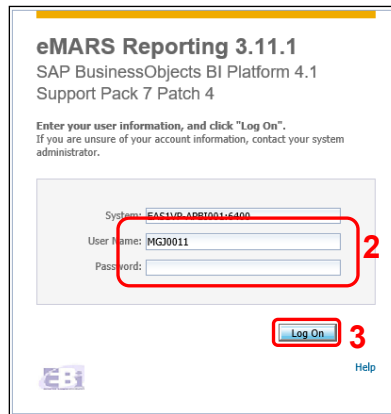 eMARS Reporting 3.11.1
SAP BusinessObjects BI Platform 4.1
Support Pack 7 Patch 4
Enter your user information, and click "Log On".
If you are unsure of your account information, contact your system
administrator.
System: EAS1VP-APBI001:6400
User Name: MGJ0011
2
Password:
Log On
3
Help
EBi